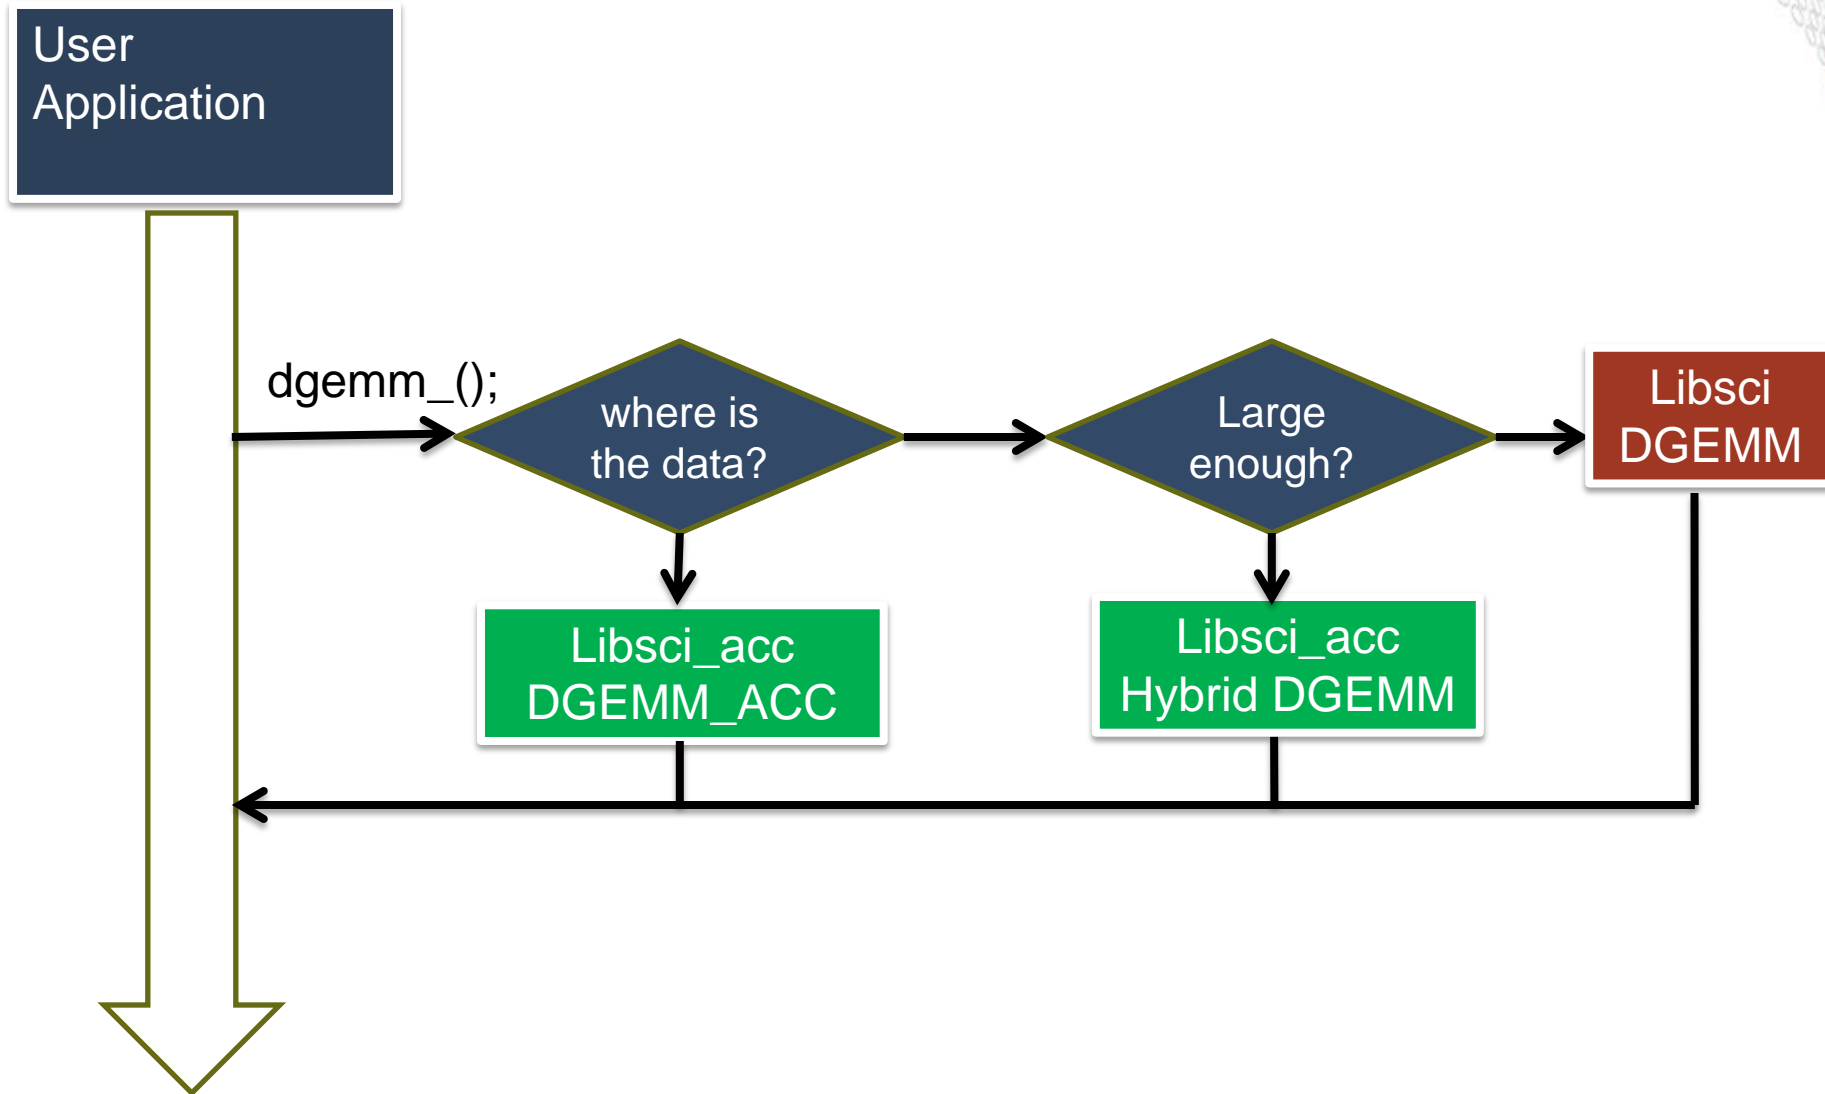 User
Application
dgemm_();
where is
the data?
Large
enough?
Libsci
DGEMM
Libsci_acc
DGEMM_ACC
Libsci_acc
Hybrid DGEMM